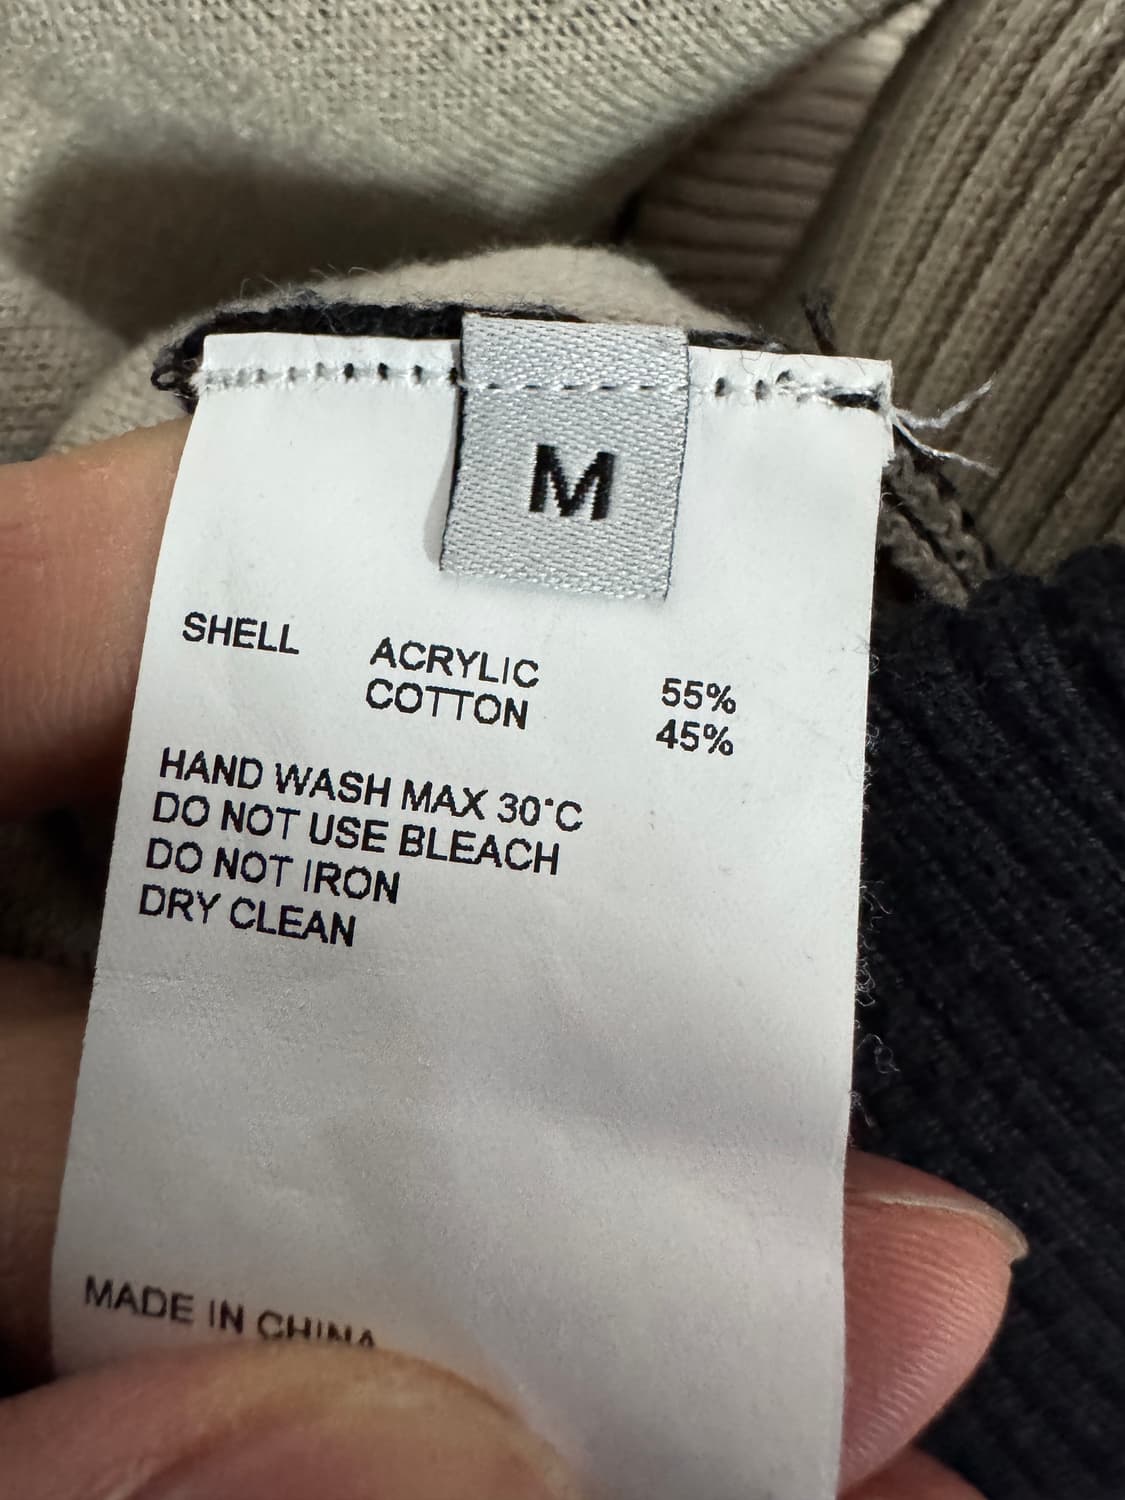 M
SHELL ACRYLIC 55%
COTTON 45%
HAND WASH MAX 30°C
DO NOT USE BLEACH
DO NOT IRON
DRY CLEAN
MADE IN CHINA